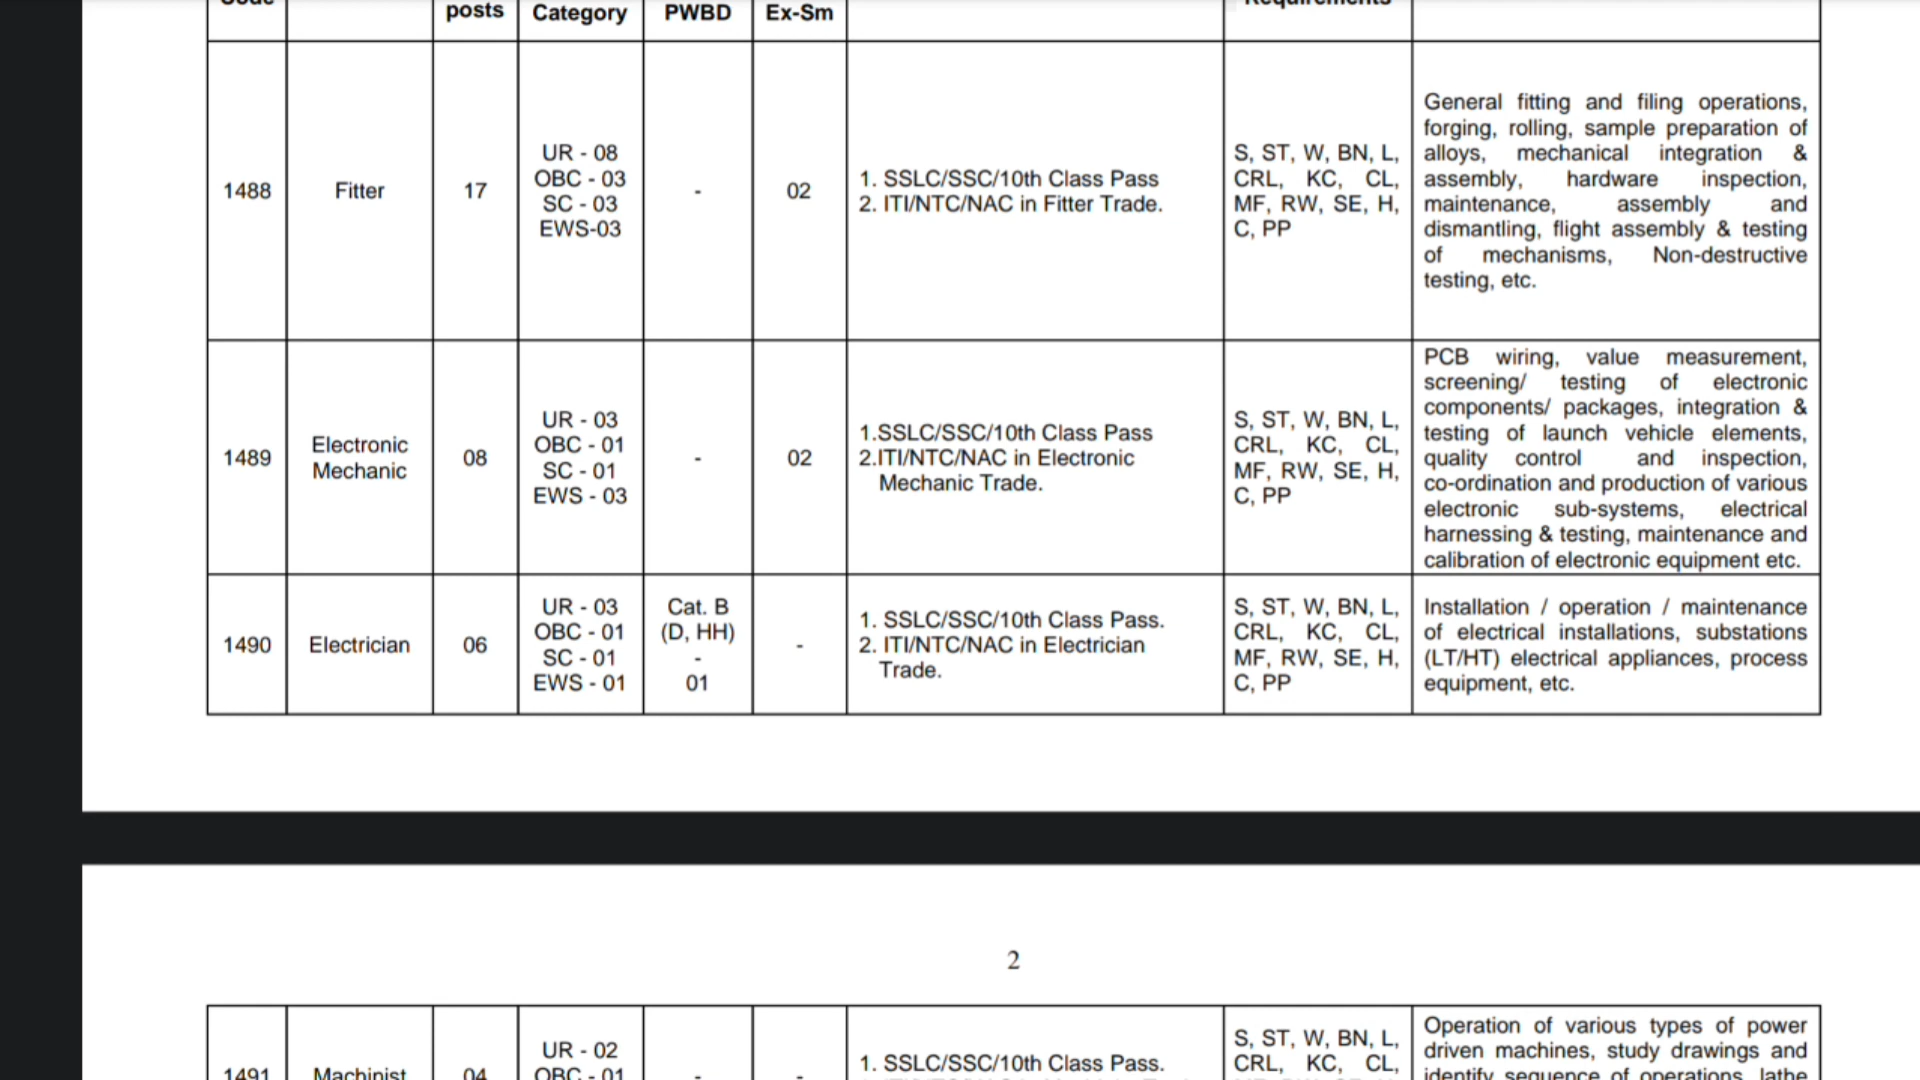 posts Category PWBD Ex-Sm
1488 Fitter 17
UR - 08
OBC - 03
SC - 03
EWS-03
-
02
1. SSLC/SSC/10th Class Pass
2. ITI/NTC/NAC in Fitter Trade.
S, ST, W, BN, L,
CRL, KC, CL,
MF, RW, SE, H,
C, PP
General fitting and filing operations,
forging, rolling, sample preparation of
alloys, mechanical integration &
assembly, hardware inspection,
maintenance, assembly and
dismantling, flight assembly & testing
of mechanisms, Non-destructive
testing, etc.
1489
Electronic
Mechanic
08
UR - 03
OBC - 01
SC - 01
EWS - 03
-
02
1.SSLC/SSC/10th Class Pass
2.ITI/NTC/NAC in Electronic
Mechanic Trade.
S, ST, W, BN, L,
CRL, KC, CL,
MF, RW, SE, H,
C, PP
PCB wiring, value measurement,
screening/ testing of electronic
components/ packages, integration &
testing of launch vehicle elements,
quality control and inspection,
co-ordination and production of various
electronic sub-systems, electrical
harnessing & testing, maintenance and
calibration of electronic equipment etc.
1490
Electrician
06
UR - 03
OBC - 01
SC - 01
EWS - 01
Cat. B
(D, HH)
-
01
-
1. SSLC/SSC/10th Class Pass.
2. ITI/NTC/NAC in Electrician
Trade.
S, ST, W, BN, L,
CRL, KC, CL,
MF, RW, SE, H,
C, PP
Installation / operation / maintenance
of electrical installations, substations
(LT/HT) electrical appliances, process
equipment, etc.
2
1491
Machinist
04
UR - 02
OBC - 01
-
-
1. SSLC/SSC/10th Class Pass.
S, ST, W, BN, L,
CRL, KC, CL,
Operation of various types of power
driven machines, study drawings and
identify sequence of operations, lathe